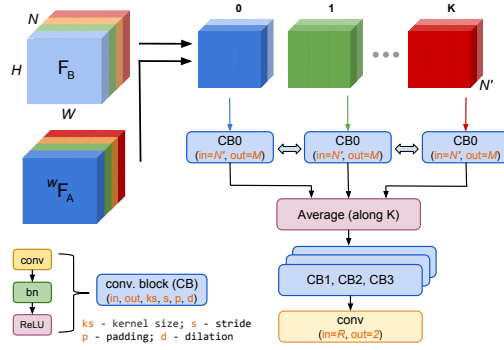 0 1 K
N
H
F_B
W
N'
CB0
(in=N', out=M)
CB0
(in=N', out=M)
CB0
(in=N', out=M)
^wF_A
Average (along K)
conv
bn
ReLU
conv. block (CB)
(in, out, ks, s, p, d)
CB1, CB2, CB3
conv
(in=R, out=2)
ks - kernel size; s - stride
p - padding; d - dilation